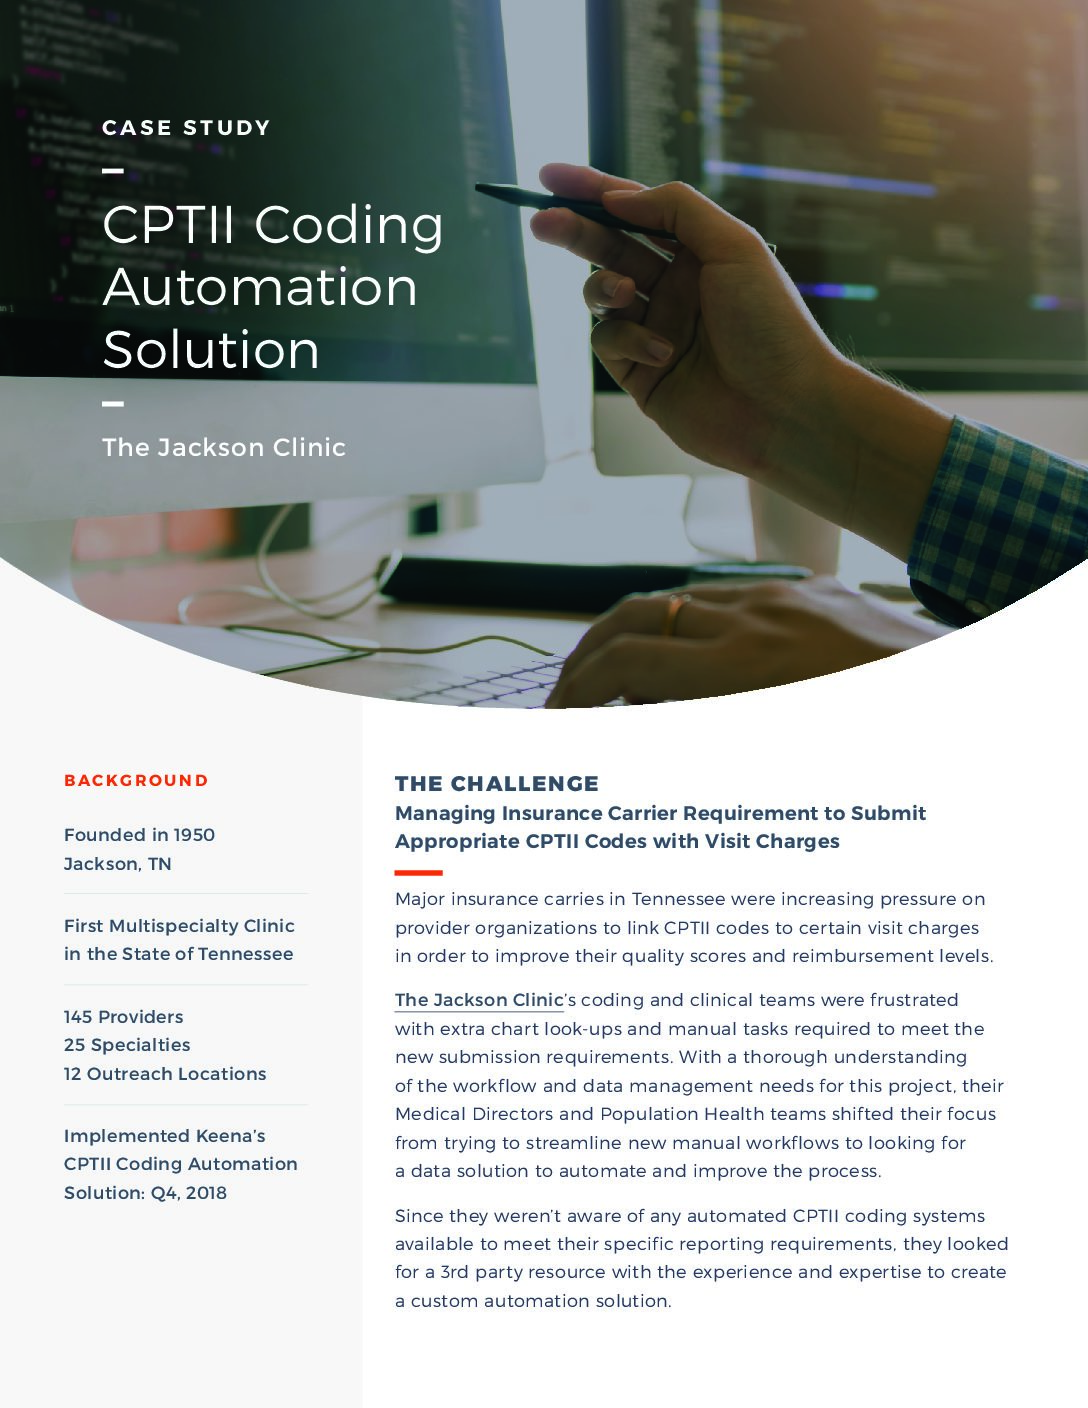 CASE STUDY
CPTII Coding
Automation
Solution
The Jackson Clinic
BACKGROUND
Founded in 1950
Jackson, TN
First Multispecialty Clinic
in the State of Tennessee
145 Providers
25 Specialties
12 Outreach Locations
Implemented Keena’s
CPTII Coding Automation
Solution: Q4, 2018
THE CHALLENGE
Managing Insurance Carrier Requirement to Submit
Appropriate CPTII Codes with Visit Charges
Major insurance carries in Tennessee were increasing pressure on
provider organizations to link CPTII codes to certain visit charges
in order to improve their quality scores and reimbursement levels.
The Jackson Clinic’s coding and clinical teams were frustrated
with extra chart look-ups and manual tasks required to meet the
new submission requirements. With a thorough understanding
of the workflow and data management needs for this project, their
Medical Directors and Population Health teams shifted their focus
from trying to streamline new manual workflows to looking for
a data solution to automate and improve the process.
Since they weren’t aware of any automated CPTII coding systems
available to meet their specific reporting requirements, they looked
for a 3rd party resource with the experience and expertise to create
a custom automation solution.